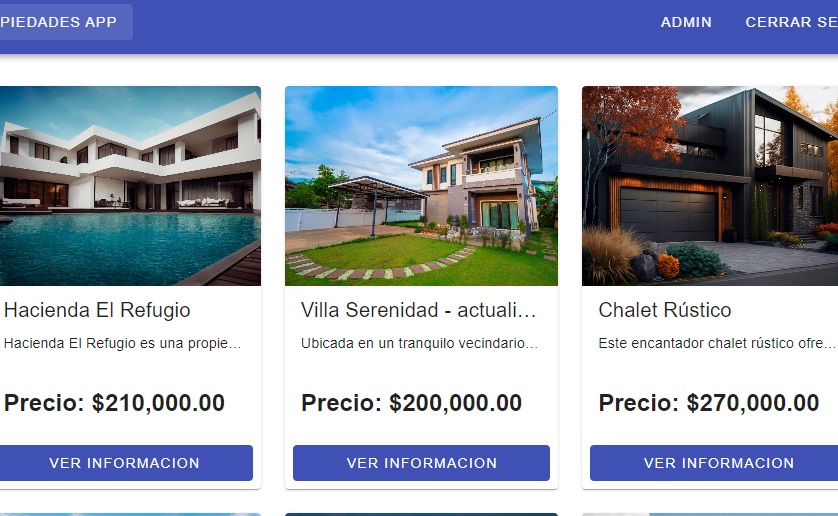 PIEDADES APP
ADMIN
CERRAR SE
Hacienda El Refugio
Hacienda El Refugio es una propie...
Precio: $210,000.00
VER INFORMACION
Villa Serenidad - actuali...
Ubicada en un tranquilo vecindario...
Precio: $200,000.00
VER INFORMACION
Chalet Rústico
Este encantador chalet rústico ofre...
Precio: $270,000.00
VER INFORMACION